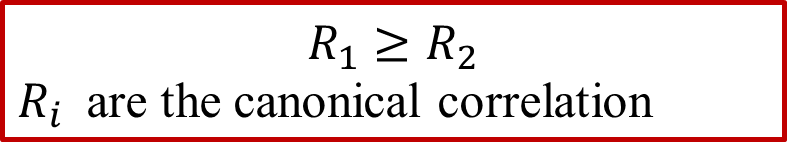 R₁ ≥ R₂
Rᵢ are the canonical correlation